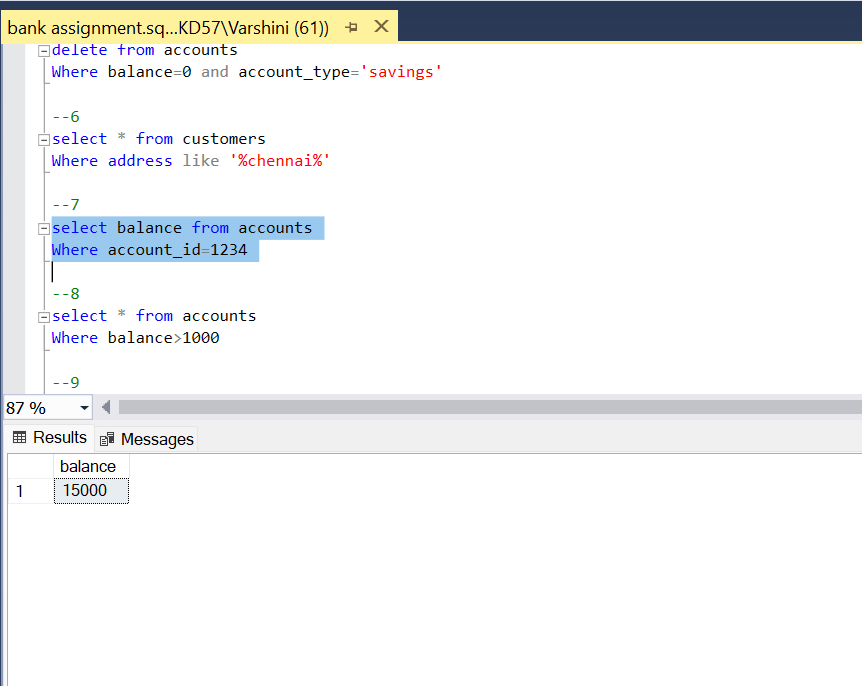 bank assignment.sq...KD57\Varshini (61))
delete from accounts
Where balance=0 and account_type='savings'
--6
select * from customers
Where address like '%chennai%'
--7
select balance from accounts
Where account_id=1234
--8
select * from accounts
Where balance>1000
--9
87 %
Results Messages
balance
1 15000